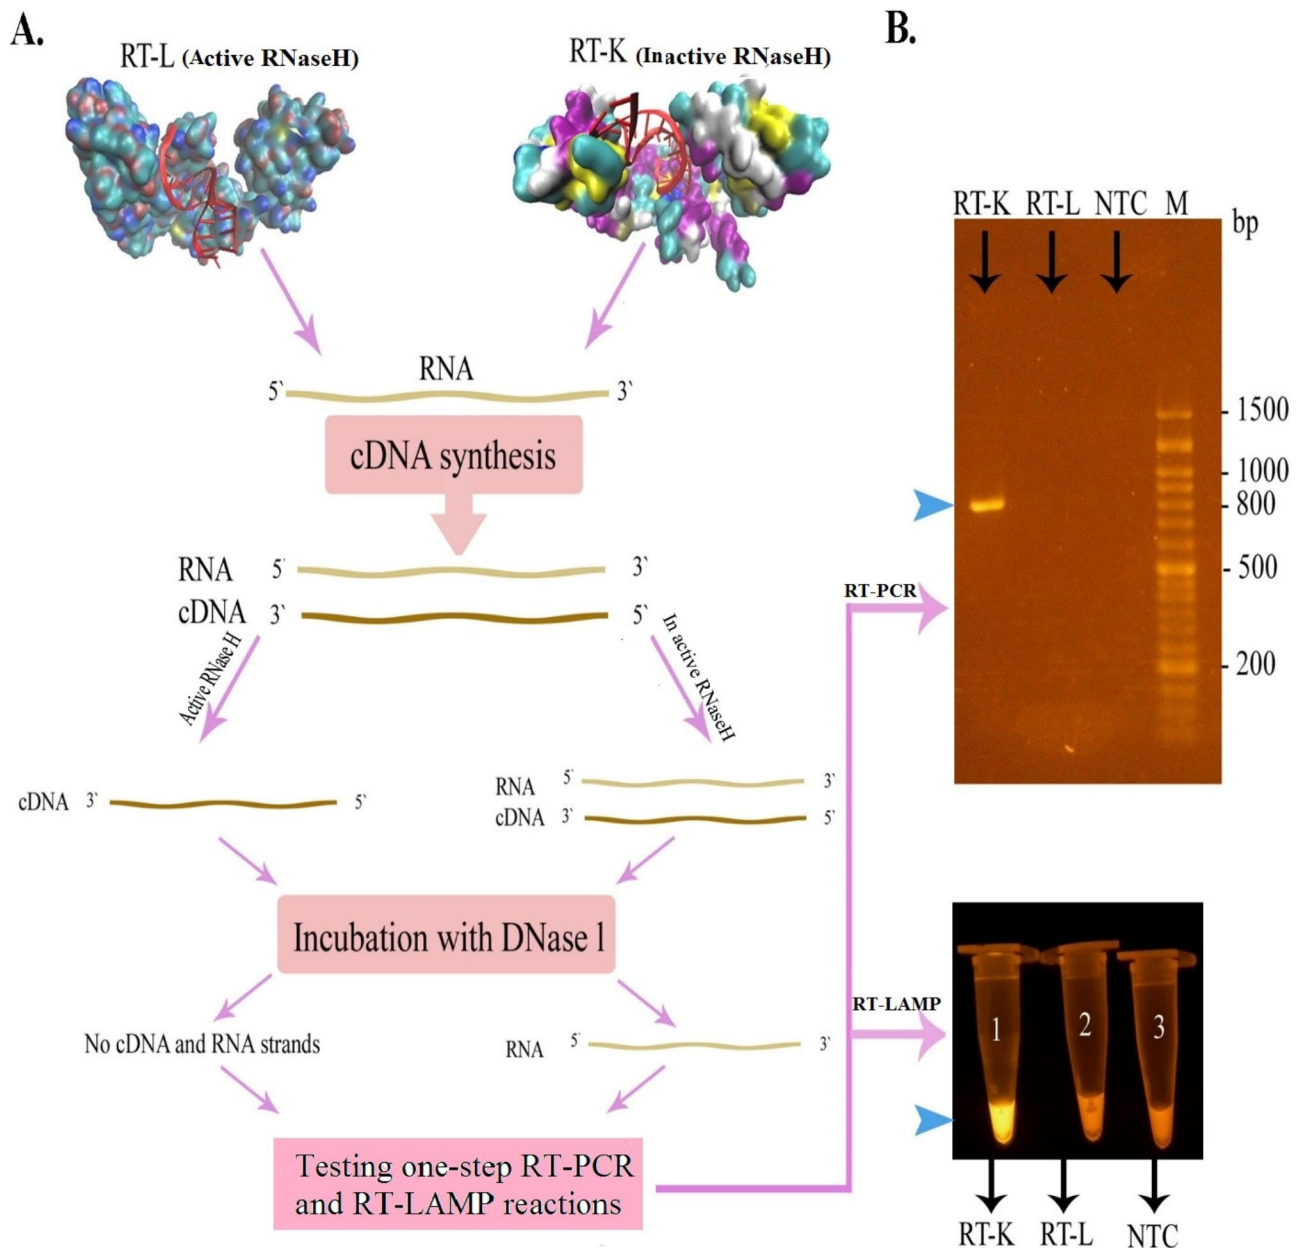 A.
RT-L (Active RNaseH)
RT-K (Inactive RNaseH)
RNA
5` 3`
cDNA synthesis
RNA 5` 3`
cDNA 3` 5`
Active RNase H
In active RNaseH
cDNA 3` 5`
RNA 5` 3`
cDNA 3` 5`
Incubation with DNase 1
No cDNA and RNA strands
RNA 5` 3`
Testing one-step RT-PCR
and RT-LAMP reactions
RT-PCR
RT-LAMP
B.
RT-K RT-L NTC M
bp
- 1500
- 1000
- 800
- 500
- 200
1 2 3
RT-K RT-L NTC